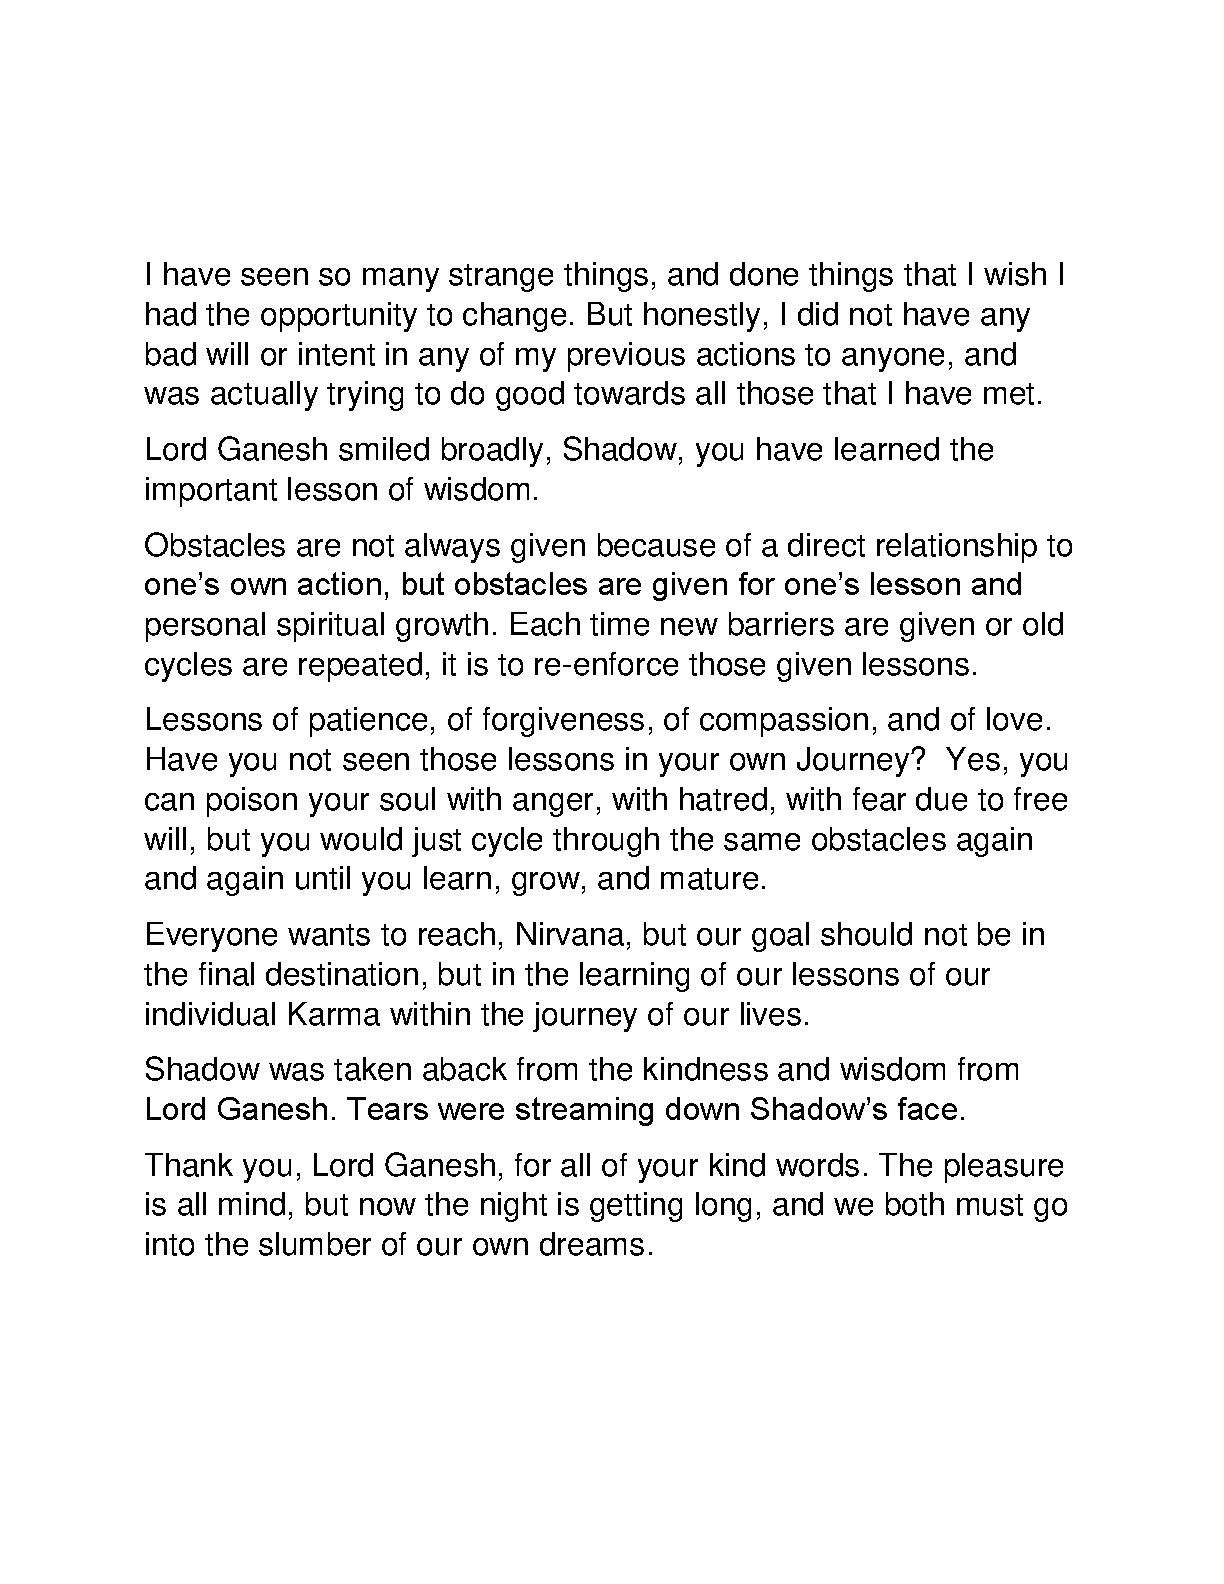 I have seen so many strange things, and done things that I wish I
had the opportunity to change. But honestly, I did not have any
bad will or intent in any of my previous actions to anyone, and
was actually trying to do good towards all those that I have met.
Lord Ganesh smiled broadly, Shadow, you have learned the
important lesson of wisdom.
Obstacles are not always given because of a direct relationship to
one’s own action, but obstacles are given for one’s lesson and
personal spiritual growth. Each time new barriers are given or old
cycles are repeated, it is to re-enforce those given lessons.
Lessons of patience, of forgiveness, of compassion, and of love.
Have you not seen those lessons in your own Journey?  Yes, you
can poison your soul with anger, with hatred, with fear due to free
will, but you would just cycle through the same obstacles again
and again until you learn, grow, and mature.
Everyone wants to reach, Nirvana, but our goal should not be in
the final destination, but in the learning of our lessons of our
individual Karma within the journey of our lives.
Shadow was taken aback from the kindness and wisdom from
Lord Ganesh. Tears were streaming down Shadow’s face.
Thank you, Lord Ganesh, for all of your kind words. The pleasure
is all mind, but now the night is getting long, and we both must go
into the slumber of our own dreams.